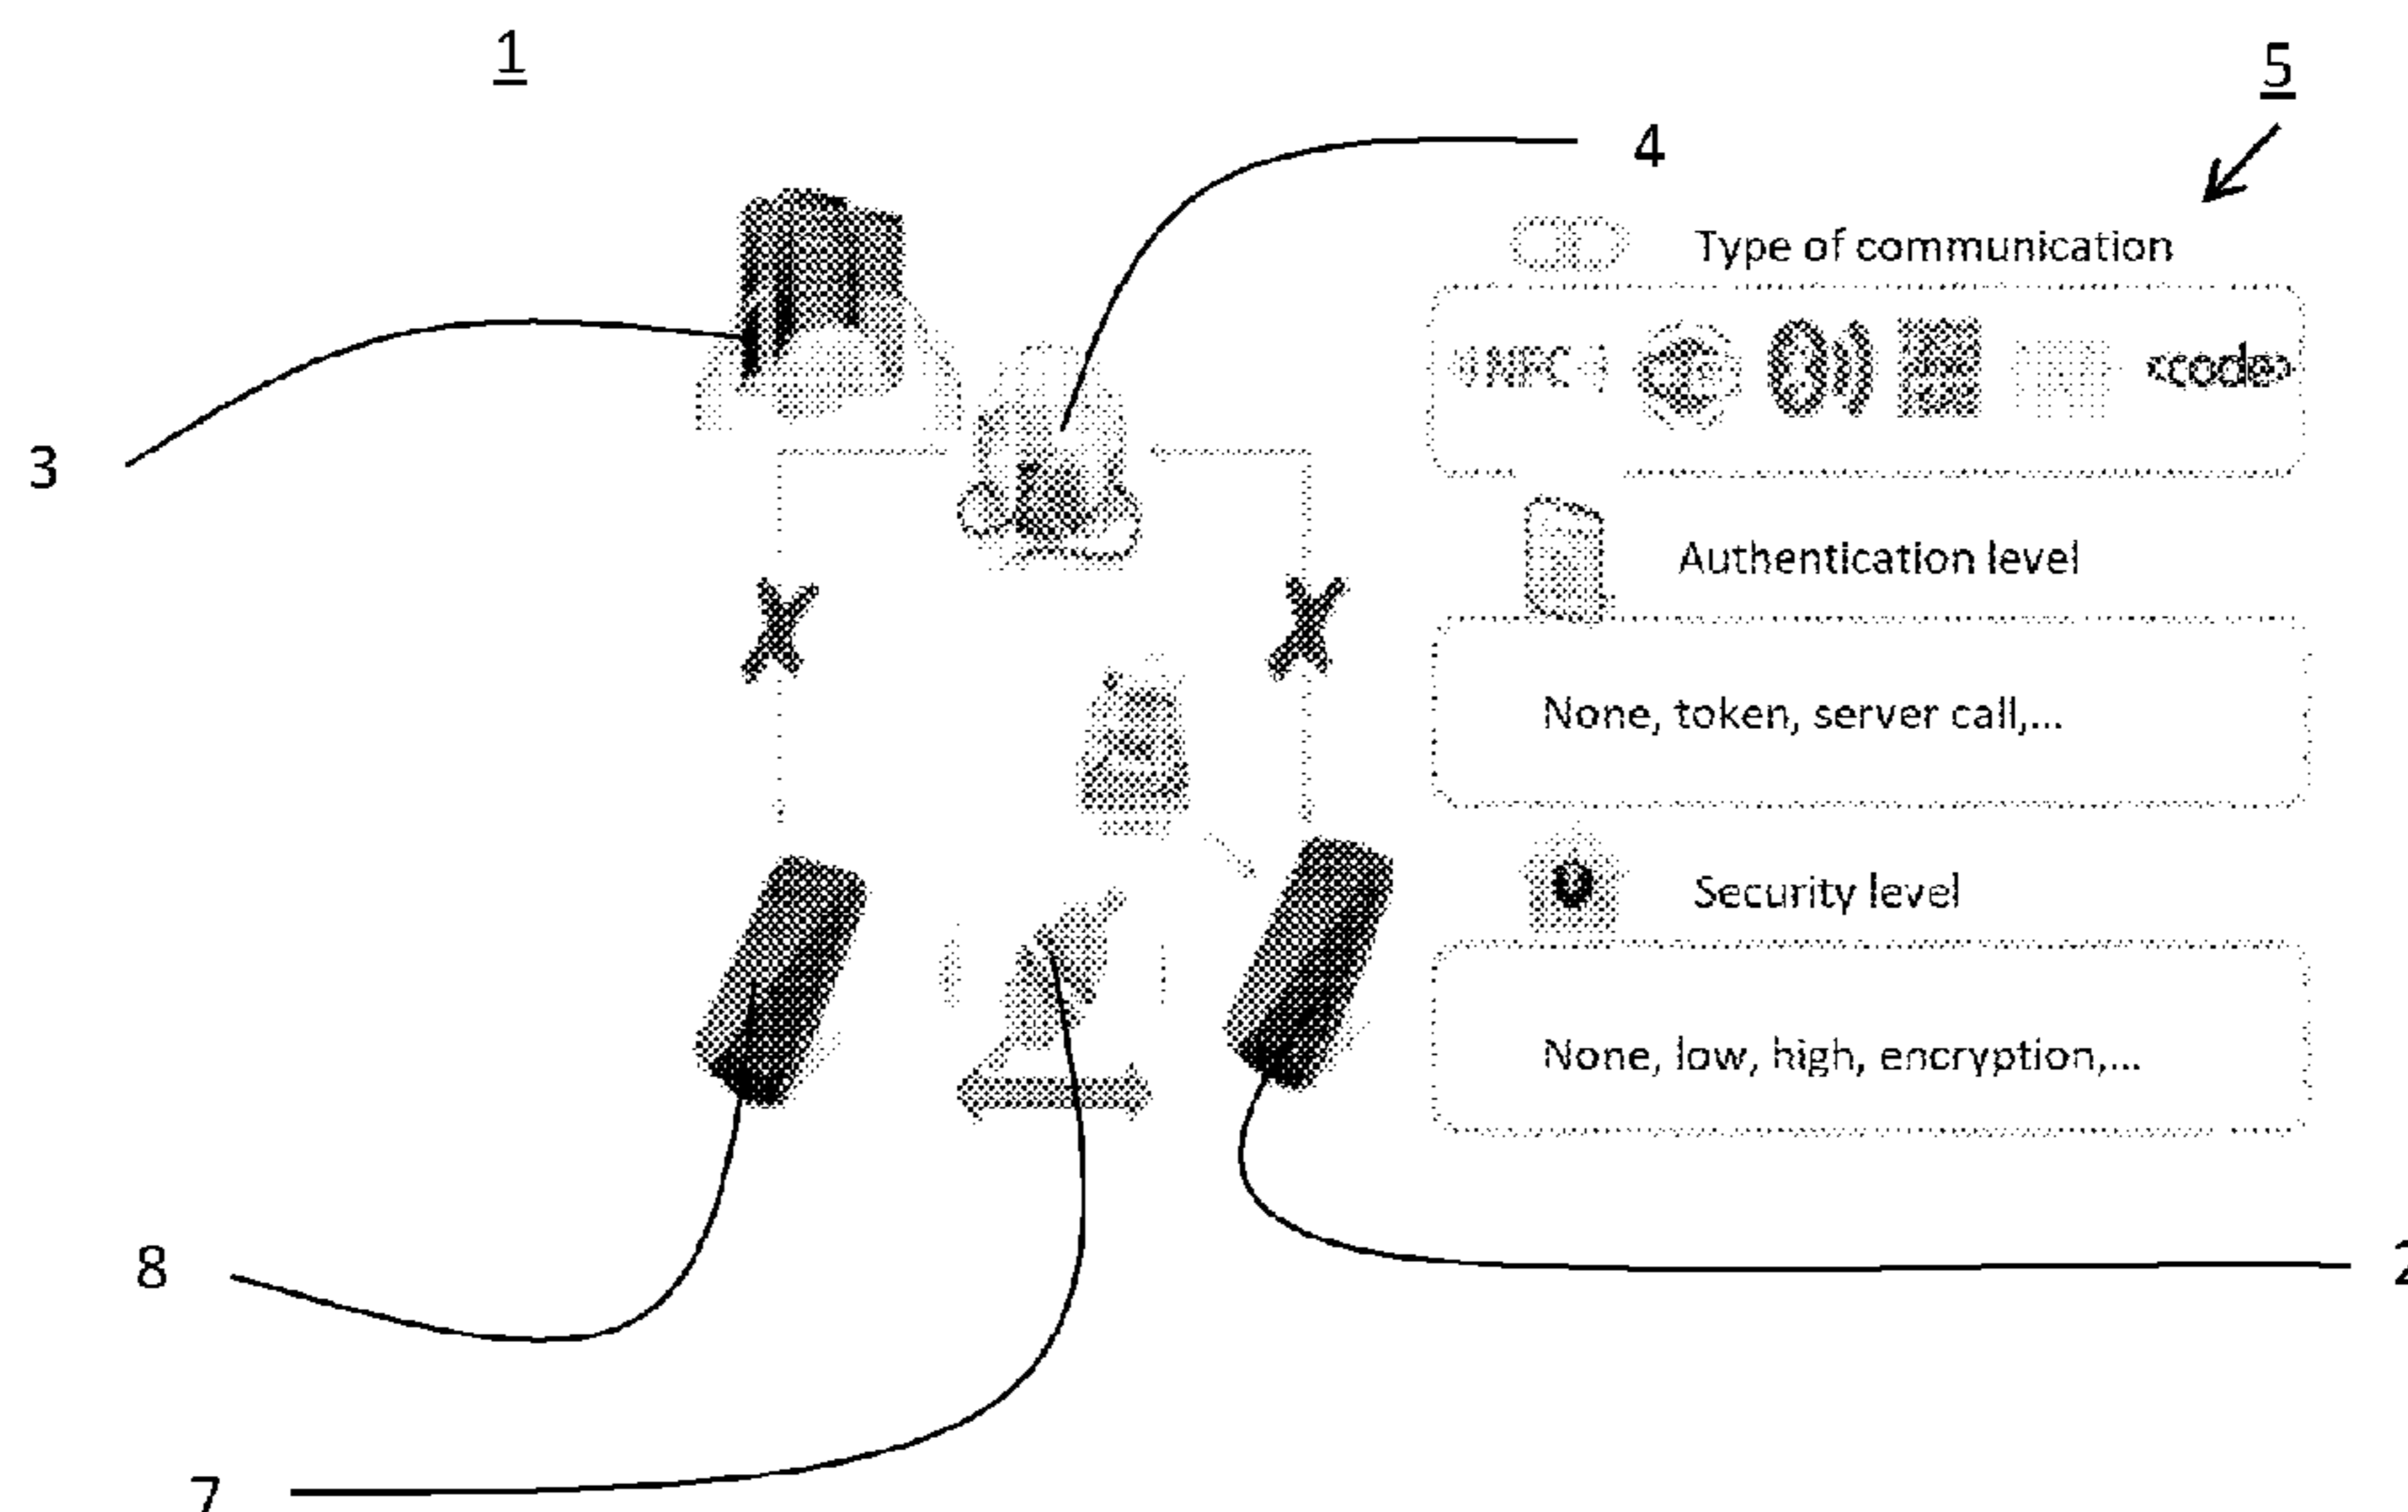 1
5
4
Type of communication
NFC
code
3
Authentication level
None, token, server call,...
Security level
None, low, high, encryption,...
8
2
7